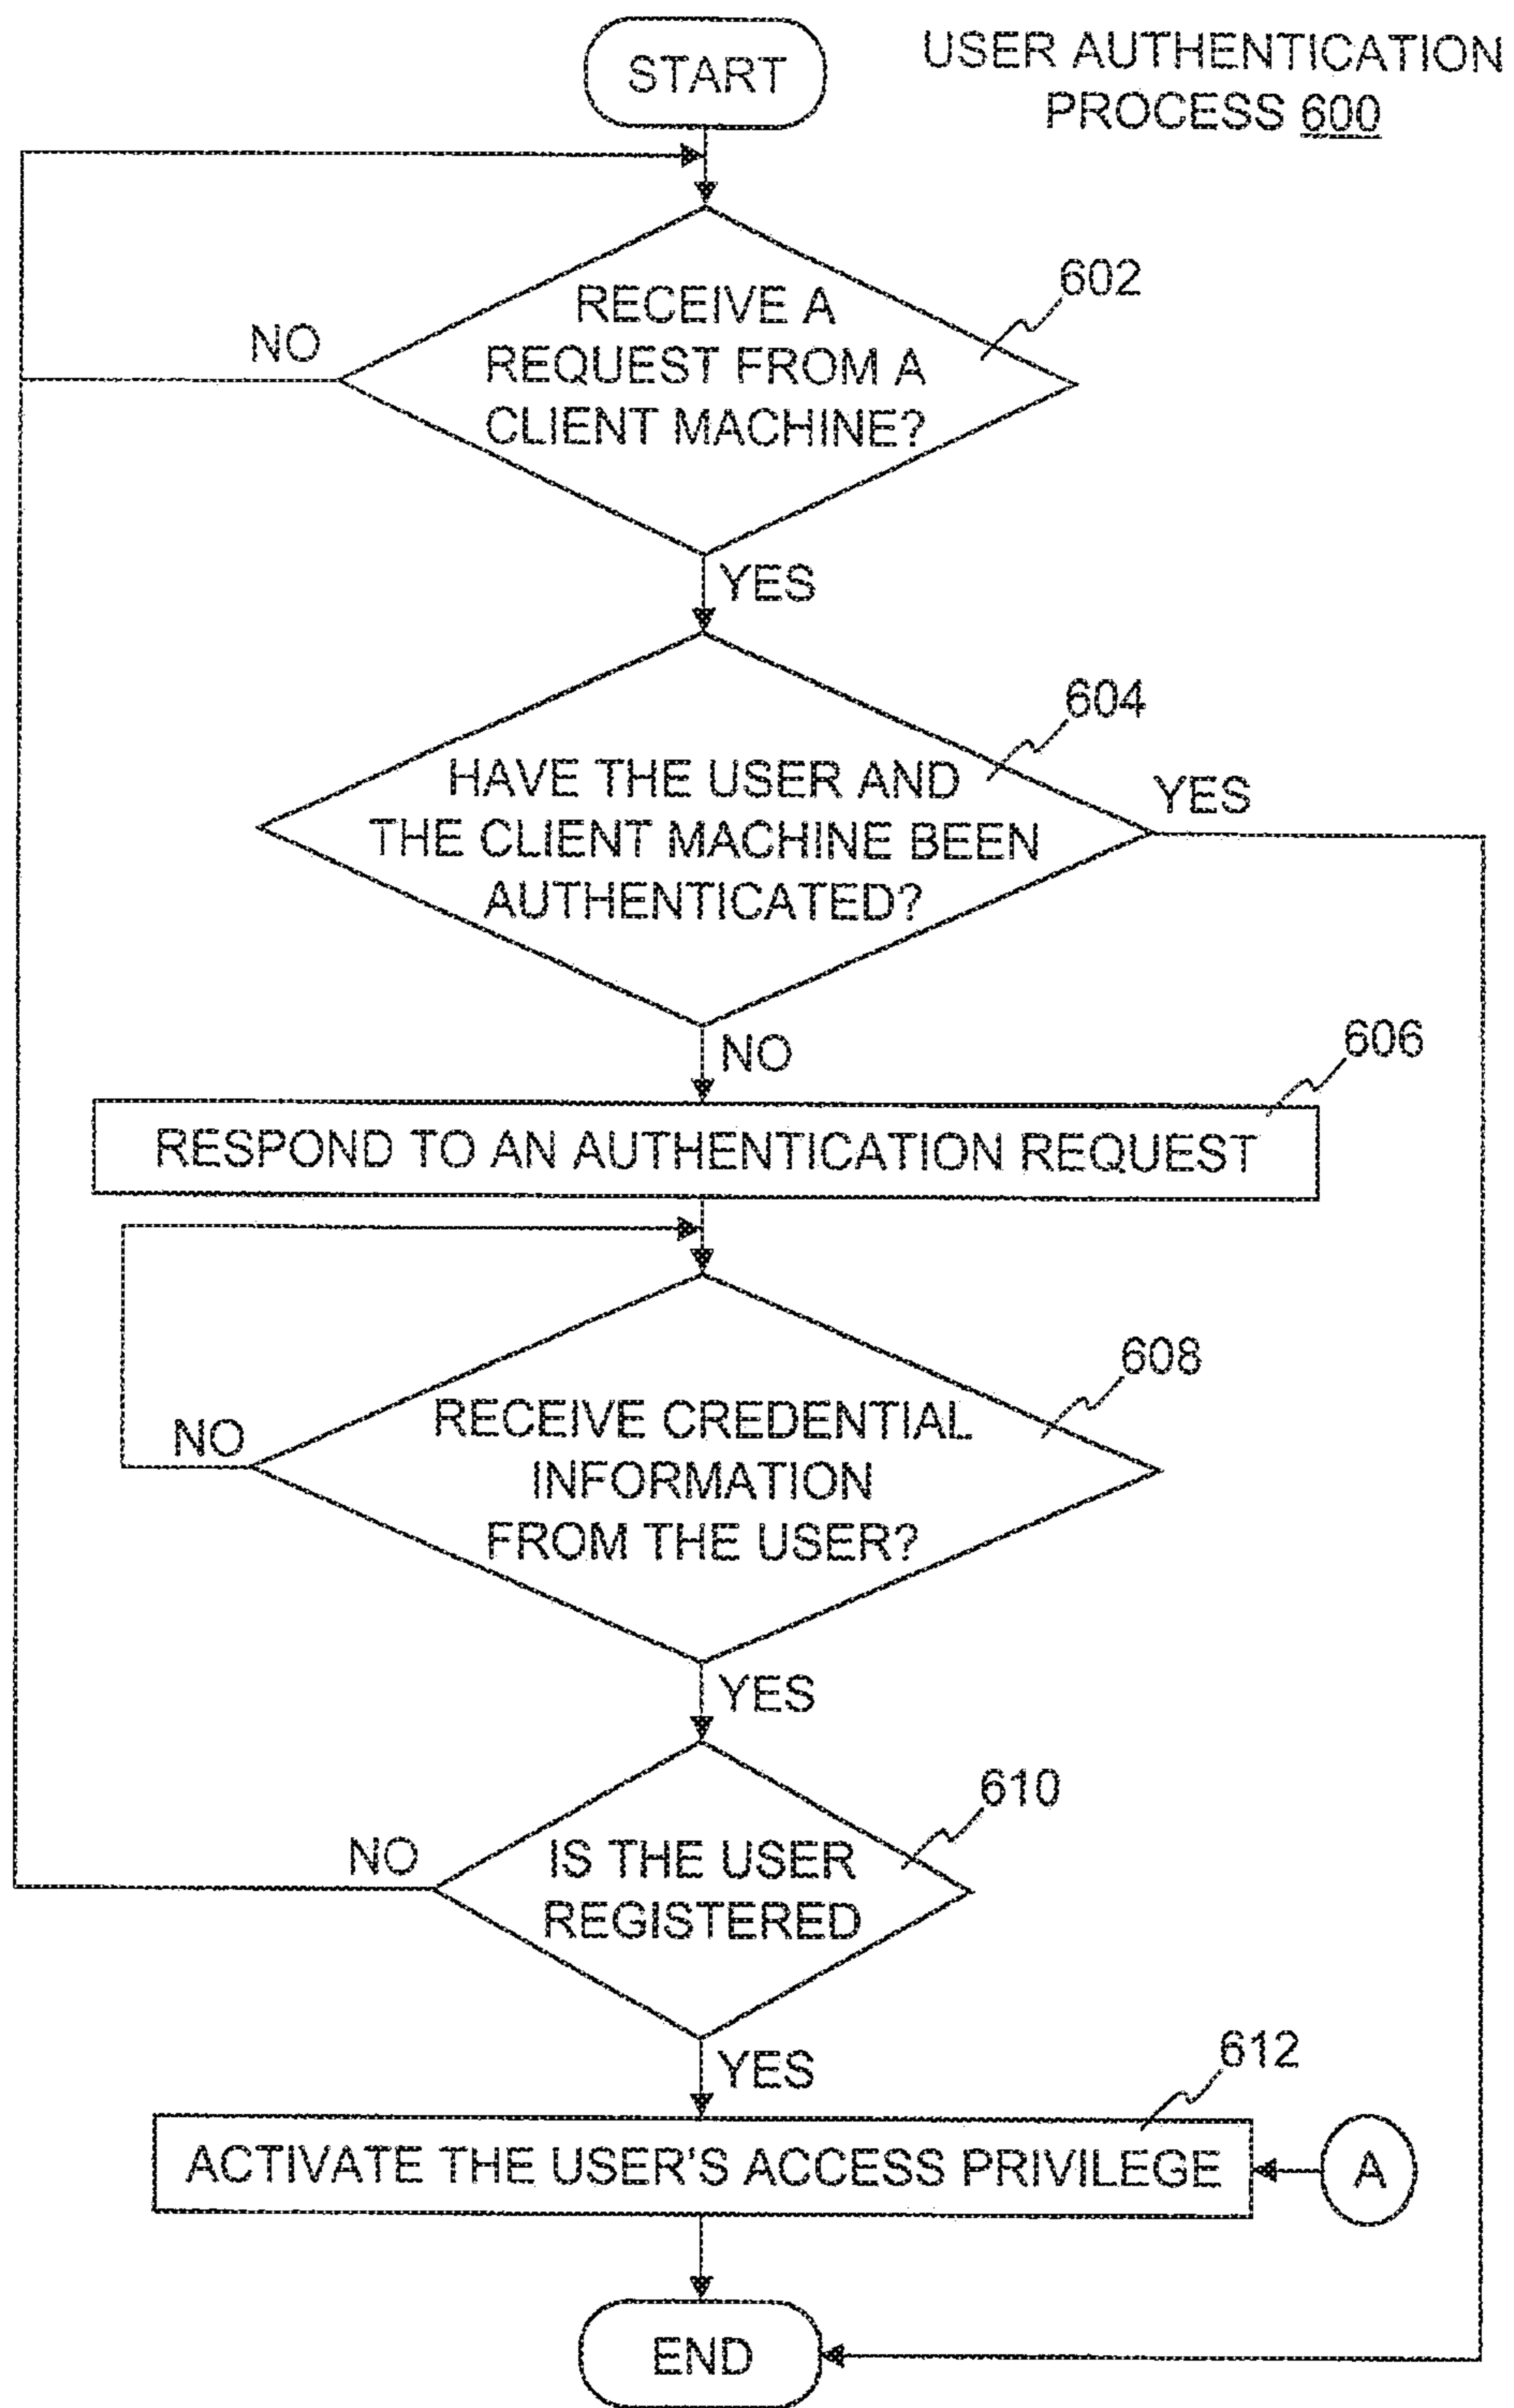 START
USER AUTHENTICATION
PROCESS 600
RECEIVE A
REQUEST FROM A
CLIENT MACHINE?
602
NO
YES
HAVE THE USER AND
THE CLIENT MACHINE BEEN
AUTHENTICATED?
604
YES
NO
606
RESPOND TO AN AUTHENTICATION REQUEST
RECEIVE CREDENTIAL
INFORMATION
FROM THE USER?
608
NO
YES
IS THE USER
REGISTERED
610
NO
YES
612
ACTIVATE THE USER'S ACCESS PRIVILEGE
A
END